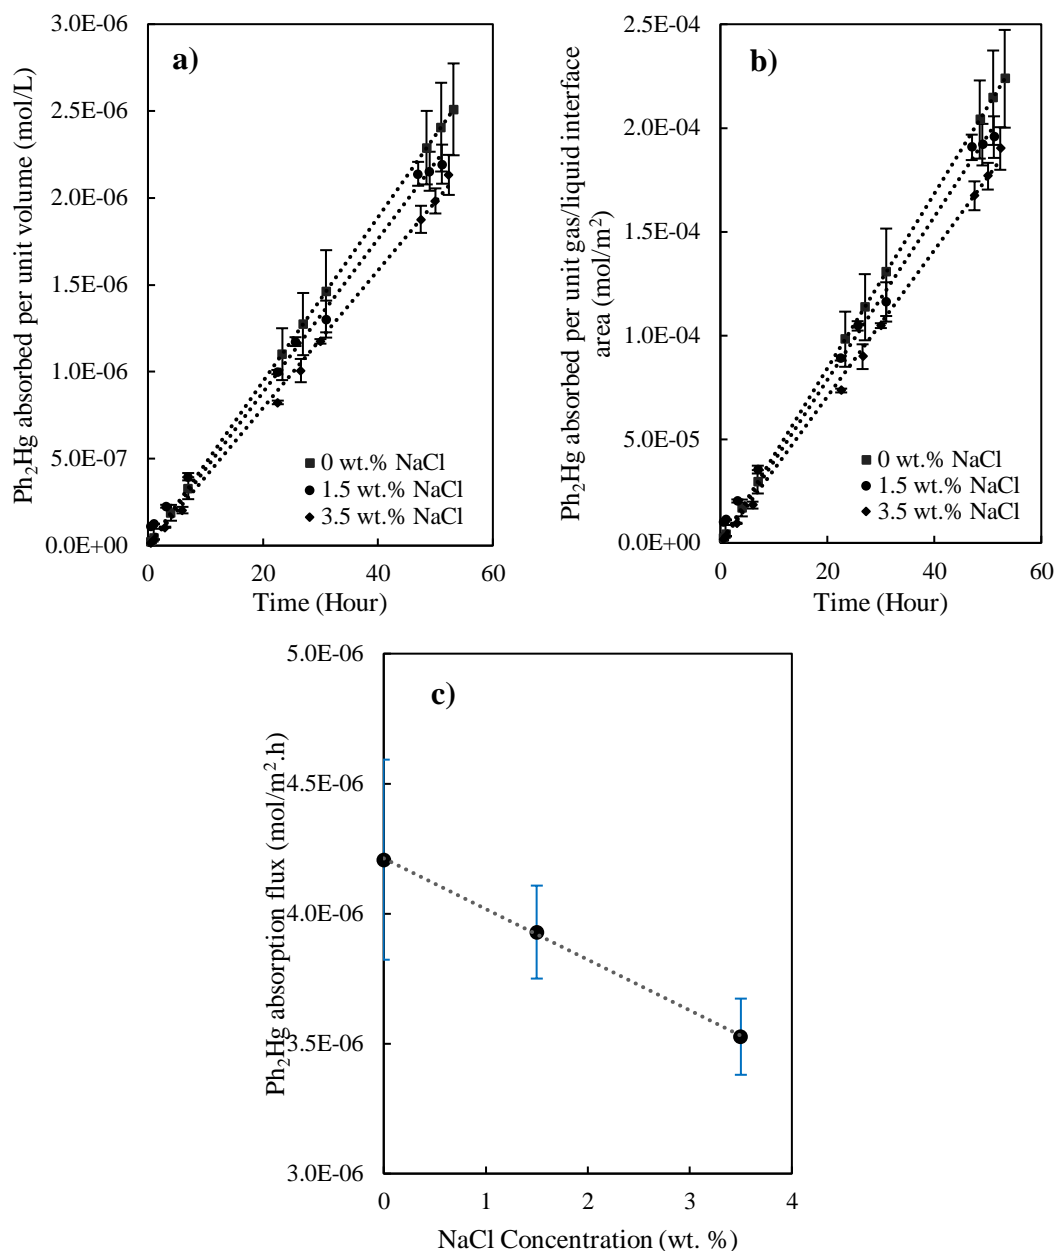 Ph₂Hg absorbed per unit volume (mol/L)
3.0E-06
2.5E-06
2.0E-06
1.5E-06
1.0E-06
5.0E-07
0.0E+00
a)
0 wt.% NaCl
1.5 wt.% NaCl
3.5 wt.% NaCl
0 20 40 60
Time (Hour)
Ph₂Hg absorbed per unit gas/liquid interface
area (mol/m²)
2.5E-04
2.0E-04
1.5E-04
1.0E-04
5.0E-05
0.0E+00
b)
0 wt.% NaCl
1.5 wt.% NaCl
3.5 wt.% NaCl
0 20 40 60
Time (Hour)
Ph₂Hg absorption flux (mol/m².h)
5.0E-06
4.5E-06
4.0E-06
3.5E-06
3.0E-06
c)
0 1 2 3 4
NaCl Concentration (wt. %)